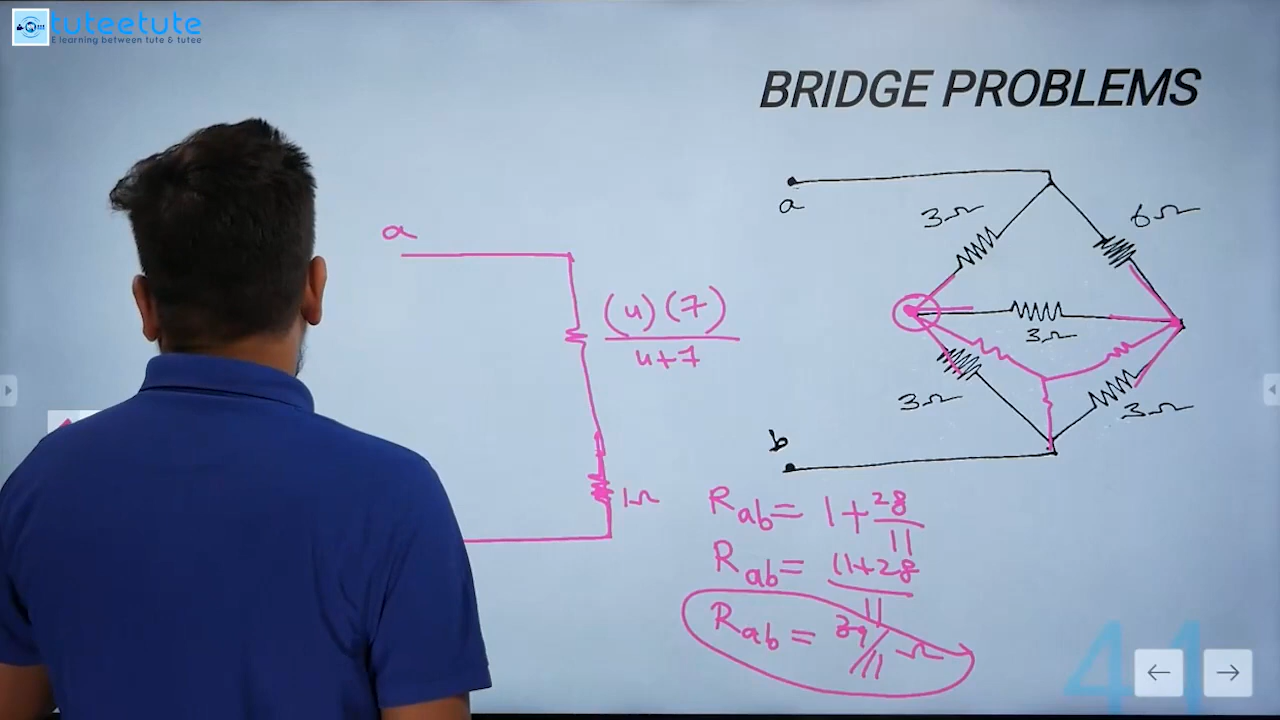 tuteetute
E learning between tute & tutee
BRIDGE PROBLEMS
a
3Ω
6Ω
3Ω
3Ω
3Ω
b
a
(4)(7)
4+7
1Ω
Rab = 1+28/11
Rab = 11+28/11
Rab = 39/11 Ω
41